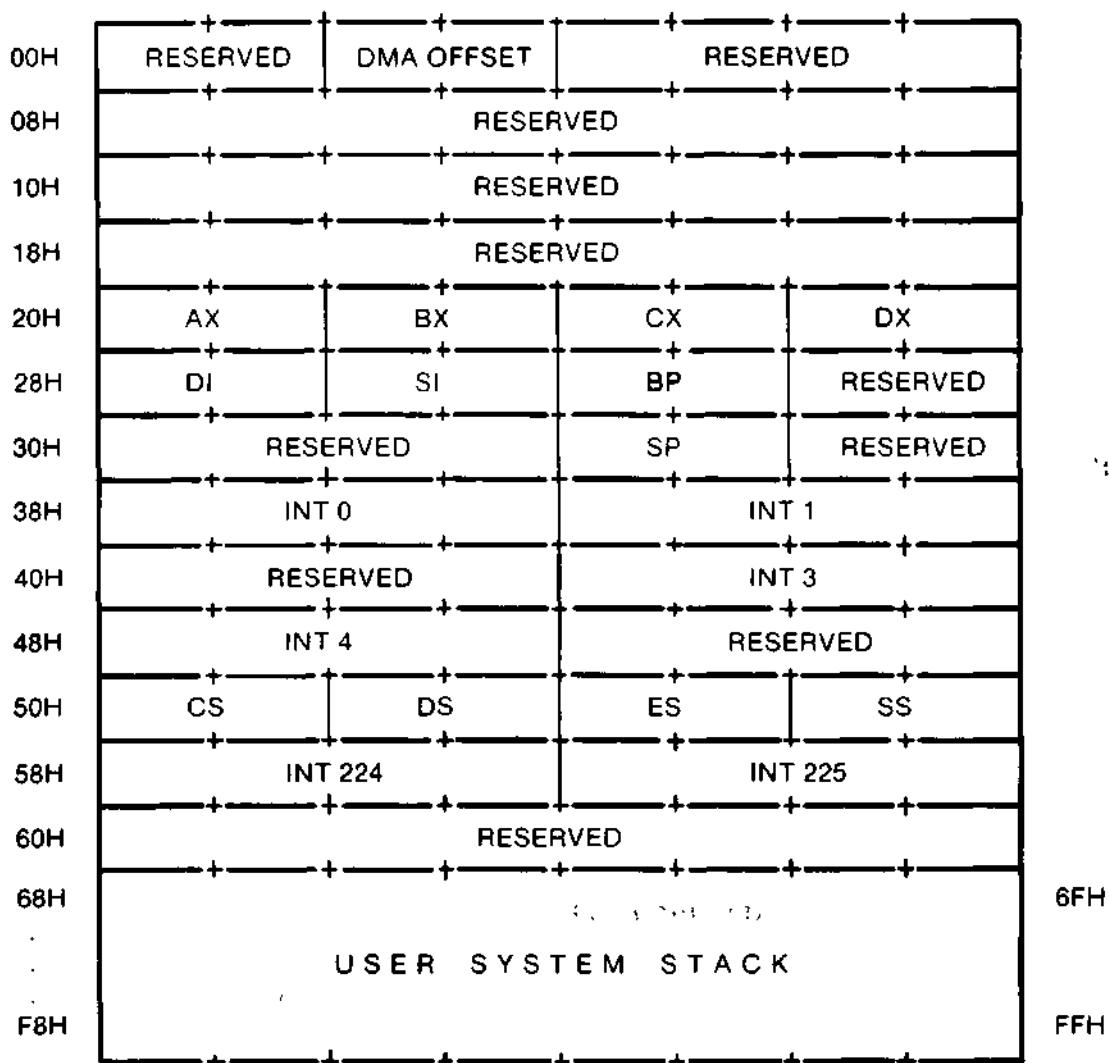 00H RESERVED DMA OFFSET RESERVED
08H RESERVED
10H RESERVED
18H RESERVED
20H AX BX CX DX
28H DI SI BP RESERVED
30H RESERVED SP RESERVED
38H INT 0 INT 1
40H RESERVED INT 3
48H INT 4 RESERVED
50H CS DS ES SS
58H INT 224 INT 225
60H RESERVED
68H 6FH
USER SYSTEM STACK
F8H FFH